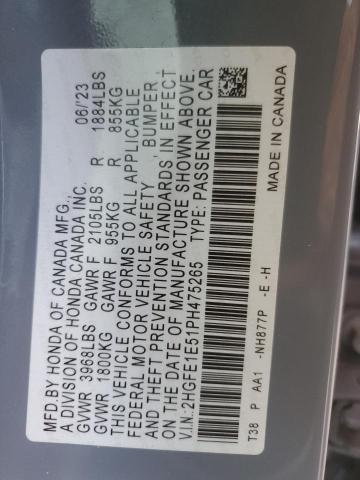 MFD BY HONDA OF CANADA MFG., 06/'23
A DIVISION OF HONDA CANADA INC.
GVWR 3968LBS GAWR F 2105LBS R 1884LBS
GVWR 1800KG GAWR F 955KG R 855KG
THIS VEHICLE CONFORMS TO ALL APPLICABLE
FEDERAL MOTOR VEHICLE SAFETY, BUMPER,
AND THEFT PREVENTION STANDARDS IN EFFECT
ON THE DATE OF MANUFACTURE SHOWN ABOVE.
V.I.N: 2HGFE1E51PH475265 TYPE: PASSENGER CAR
T38 P AA1 -NH877P -E -H MADE IN CANADA